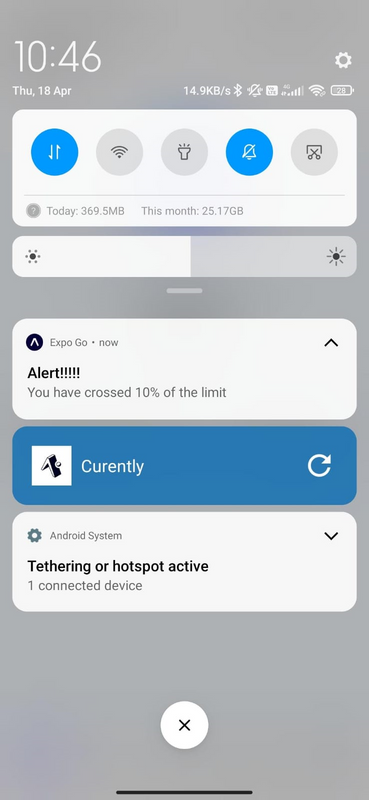 10:46
Thu, 18 Apr
14.9KB/s
4G
28
Today: 369.5MB This month: 25.17GB
Expo Go • now
Alert!!!!!
You have crossed 10% of the limit
Curently
Android System
Tethering or hotspot active
1 connected device